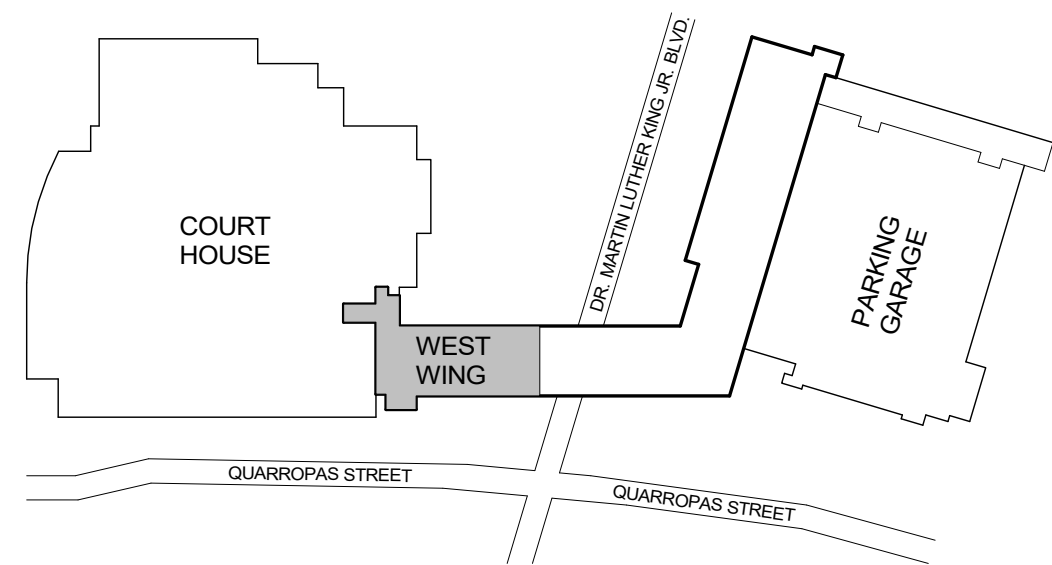 COURT
HOUSE
WEST
WING
DR. MARTIN LUTHER KING JR. BLVD.
PARKING
GARAGE
QUARROPAS STREET
QUARROPAS STREET